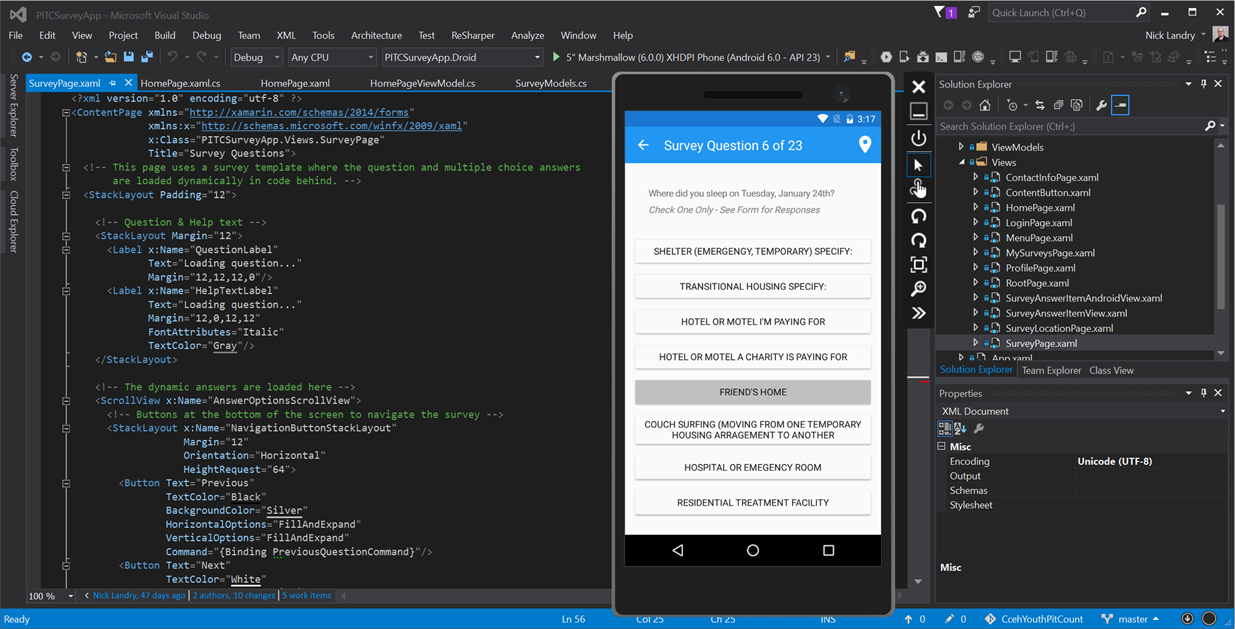 PITCSurveyApp - Microsoft Visual Studio
1
Quick Launch (Ctrl+Q)
File Edit View Project Build Debug Team XML Tools Architecture Test ReSharper Analyze Window Help
Nick Landry
Debug Any CPU PITCSurveyApp.Droid 5" Marshmallow (6.0.0) XHDPI Phone (Android 6.0 - API 23)
Server Explorer
Toolbox
Cloud Explorer
SurveyPage.xaml HomePage.xaml.cs HomePage.xaml HomePageViewModel.cs SurveyModels.cs
<?xml version="1.0" encoding="utf-8" ?>
<ContentPage xmlns="http://xamarin.com/schemas/2014/forms"
xmlns:x="http://schemas.microsoft.com/winfx/2009/xaml"
x:Class="PITCSurveyApp.Views.SurveyPage"
Title="Survey Questions">
<!-- This page uses a survey template where the question and multiple choice answers
are loaded dynamically in code behind. -->
<StackLayout Padding="12">
<!-- Question & Help text -->
<StackLayout Margin="12">
<Label x:Name="QuestionLabel"
Text="Loading question..."
Margin="12,12,12,0"/>
<Label x:Name="HelpTextLabel"
Text="Loading question..."
Margin="12,0,12,12"
FontAttributes="Italic"
TextColor="Gray"/>
</StackLayout>
<!-- The dynamic answers are loaded here -->
<ScrollView x:Name="AnswerOptionsScrollView">
<!-- Buttons at the bottom of the screen to navigate the survey -->
<StackLayout x:Name="NavigationButtonStackLayout"
Margin="12"
Orientation="Horizontal"
HeightRequest="64">
<Button Text="Previous"
TextColor="Black"
BackgroundColor="Silver"
HorizontalOptions="FillAndExpand"
VerticalOptions="FillAndExpand"
Command="{Binding PreviousQuestionCommand}"/>
<Button Text="Next"
TextColor="White"
100 %
Nick Landry, 47 days ago | 2 authors, 10 changes | 5 work items
3:17
Survey Question 6 of 23
Where did you sleep on Tuesday, January 24th?
Check One Only - See Form for Responses
SHELTER (EMERGENGY, TEMPORARY) SPECIFY:
TRANSITIONAL HOUSING SPECIFY:
HOTEL OR MOTEL I'M PAYING FOR
HOTEL OR MOTEL A CHARITY IS PAYING FOR
FRIEND'S HOME
COUCH SURFING (MOVING FROM ONE TEMPORARY
HOUSING ARRAGEMENT TO ANOTHER
HOSPITAL OR EMEGENCY ROOM
RESIDENTIAL TREATMENT FACILITY
Solution Explorer
Search Solution Explorer (Ctrl+;)
ViewModels
Views
ContactInfoPage.xaml
ContentButton.xaml
HomePage.xaml
LoginPage.xaml
MenuPage.xaml
MySurveysPage.xaml
ProfilePage.xaml
RootPage.xaml
SurveyAnswerItemAndroidView.xaml
SurveyAnswerItemView.xaml
SurveyLocationPage.xaml
SurveyPage.xaml
App.xaml
Solution Explorer Team Explorer Class View
Properties
XML Document
Misc
Encoding Unicode (UTF-8)
Output
Schemas
Stylesheet
Misc
Ready Ln 56 Col 25 Ch 25 INS 0 0 CcehYouthPitCount master